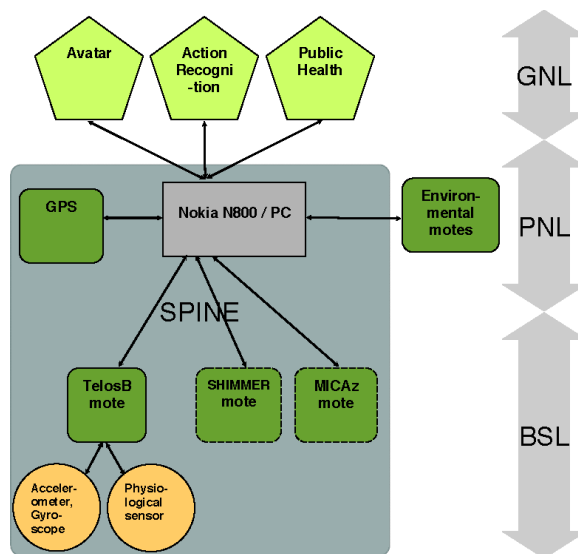 Avatar
Action
Recogni
-tion
Public
Health
GNL
GPS
Nokia N800 / PC
Environ-
mental
motes
PNL
SPINE
TelosB
mote
SHIMMER
mote
MICAz
mote
BSL
Acceler-
ometer,
Gyro-
scope
Physio-
logical
sensor